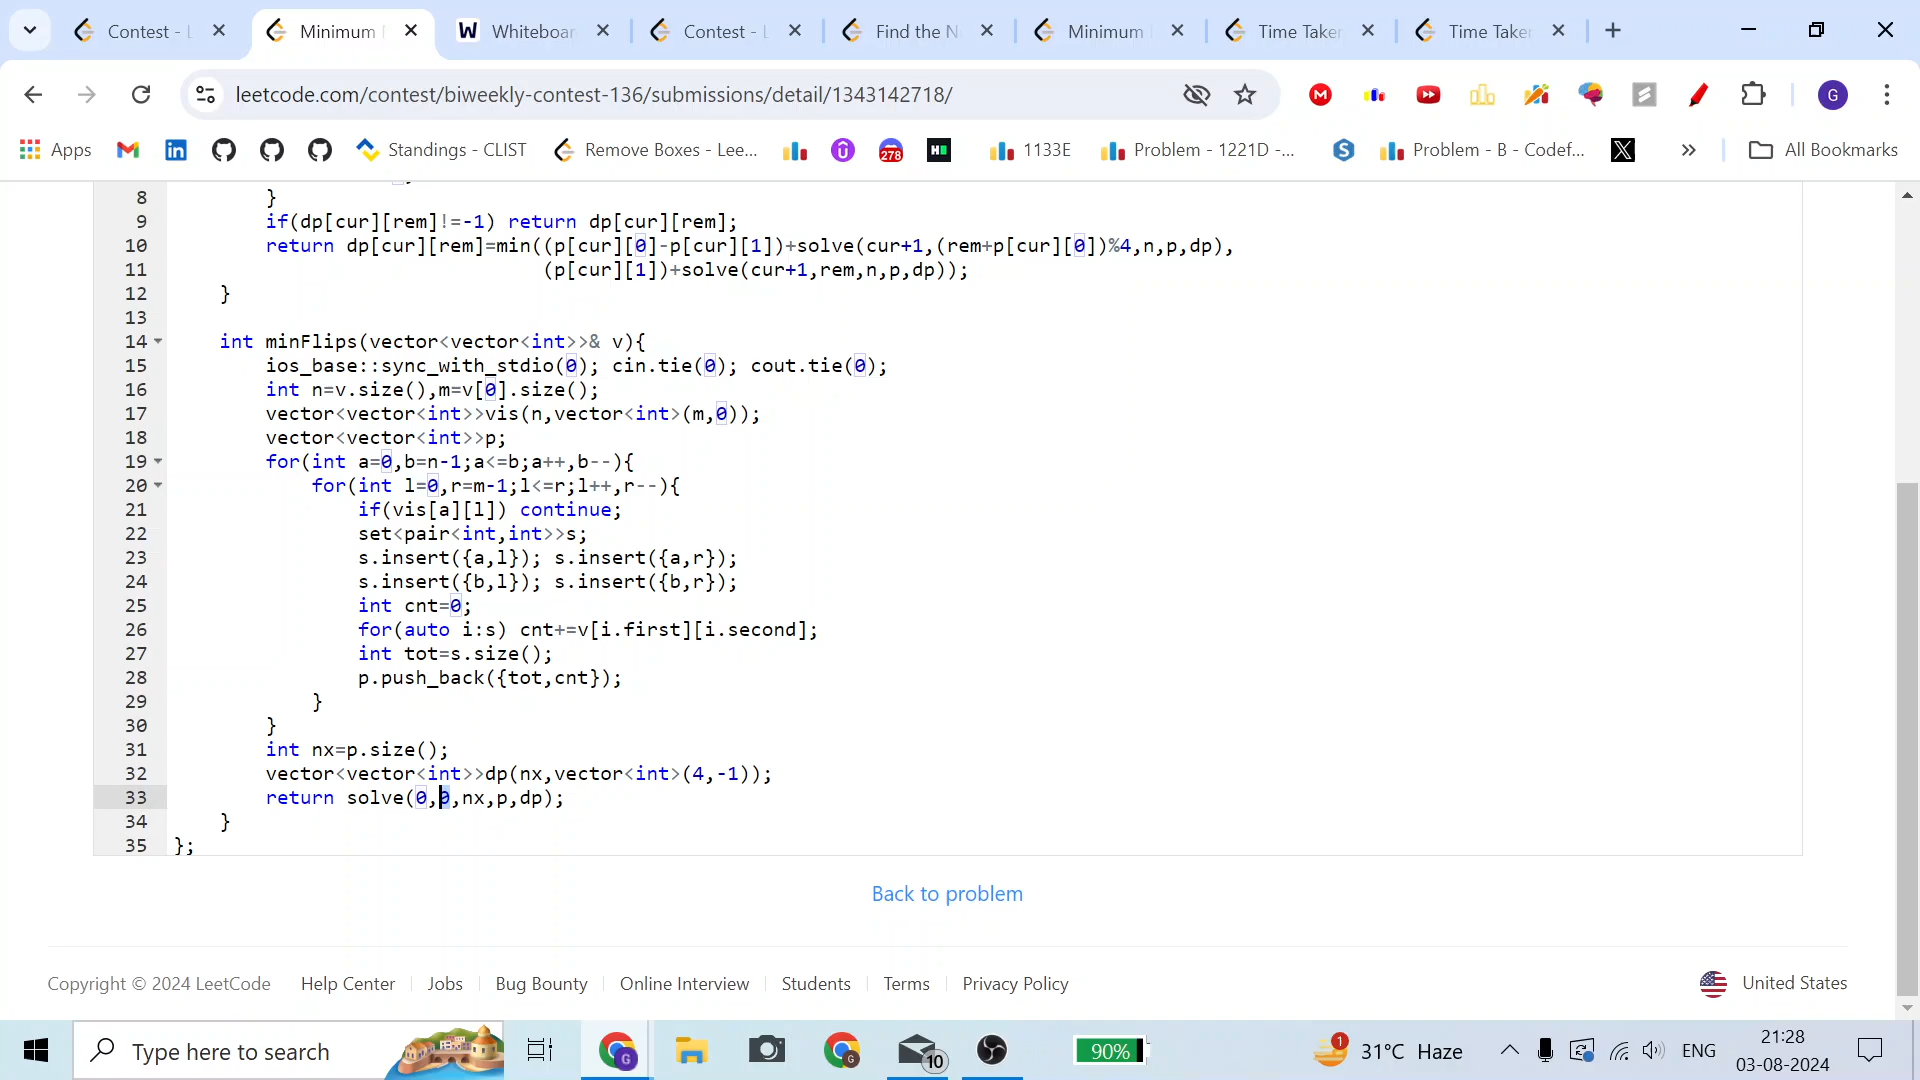 Contest - L
Minimum N
Whiteboar
Contest - L
Find the N
Minimum
Time Taker
Time Taker
leetcode.com/contest/biweekly-contest-136/submissions/detail/1343142718/
G
Apps
Standings - CLIST
Remove Boxes - Lee...
278
1133E
Problem - 1221D -...
Problem - B - Codef...
»
All Bookmarks
8 }
9 if(dp[cur][rem]!=-1) return dp[cur][rem];
10 return dp[cur][rem]=min((p[cur][0]-p[cur][1])+solve(cur+1,(rem+p[cur][0])%4,n,p,dp),
11 (p[cur][1])+solve(cur+1,rem,n,p,dp));
12 }
13
14 int minFlips(vector<vector<int>>& v){
15 ios_base::sync_with_stdio(0); cin.tie(0); cout.tie(0);
16 int n=v.size(),m=v[0].size();
17 vector<vector<int>>vis(n,vector<int>(m,0));
18 vector<vector<int>>p;
19 for(int a=0,b=n-1;a<=b;a++,b--){
20 for(int l=0,r=m-1;l<=r;l++,r--){
21 if(vis[a][l]) continue;
22 set<pair<int,int>>s;
23 s.insert({a,l}); s.insert({a,r});
24 s.insert({b,l}); s.insert({b,r});
25 int cnt=0;
26 for(auto i:s) cnt+=v[i.first][i.second];
27 int tot=s.size();
28 p.push_back({tot,cnt});
29 }
30 }
31 int nx=p.size();
32 vector<vector<int>>dp(nx,vector<int>(4,-1));
33 return solve(0,0,nx,p,dp);
34 }
35 };
Back to problem
Copyright © 2024 LeetCode
Help Center
Jobs
Bug Bounty
Online Interview
Students
Terms
Privacy Policy
United States
Type here to search
10
90%
1
31°C Haze
ENG
21:28
03-08-2024